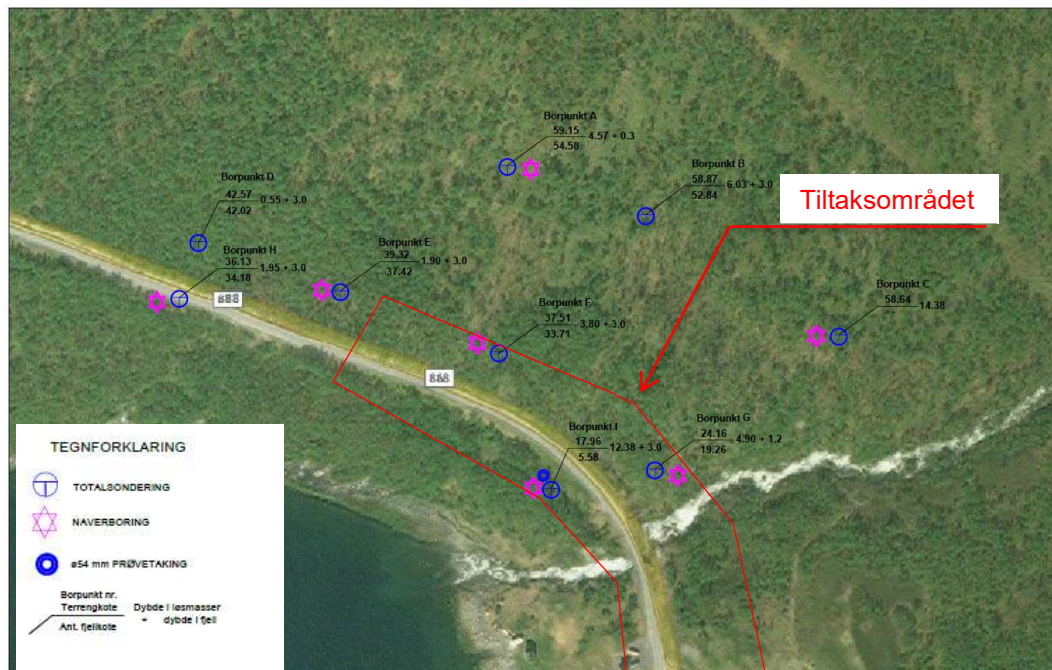 Borpunkt A
59.15
4.57 + 0.3
54.58
Borpunkt B
58.87
6.03 + 3.0
52.84
Tiltaksområdet
Borpunkt D
42.57
0.55 + 3.0
42.02
Borpunkt H
36.13
1.95 + 3.0
34.18
Borpunkt E
39.32
1.90 + 3.0
37.42
888
Borpunkt F
37.51
3.80 + 3.0
33.71
Borpunkt C
58.64
14.38
888
Borpunkt I
17.96
12.38 + 3.0
5.58
Borpunkt G
24.16
4.90 + 1.2
19.26
TEGNFORKLARING
TOTALSONDERING
NAVERBORING
ø54 mm PRØVETAKING
Borpunkt nr.
Terrengkote
Dybde i løsmasser
+ dybde i fjell
Ant. fjellkote